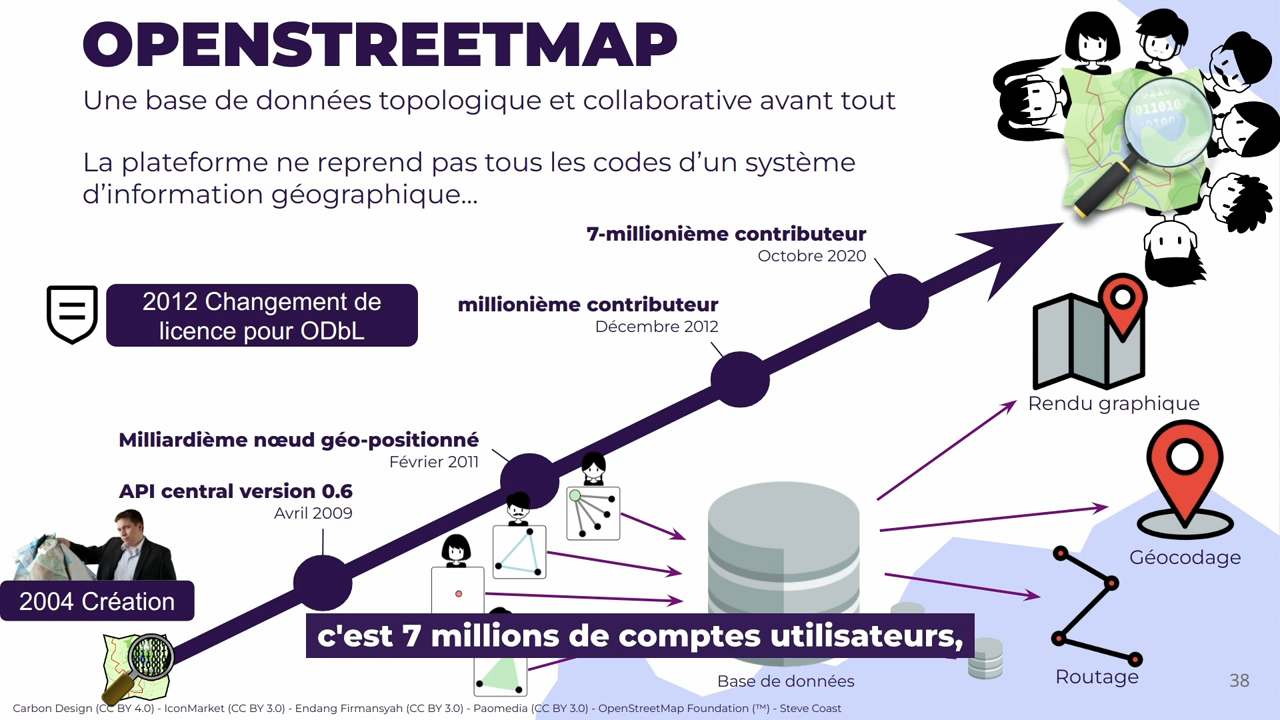 OPENSTREETMAP
Une base de données topologique et collaborative avant tout
La plateforme ne reprend pas tous les codes d’un système
d’information géographique...
7-millionième contributeur
Octobre 2020
2012 Changement de
licence pour ODbL
millionième contributeur
Décembre 2012
Rendu graphique
Milliardième nœud géo-positionné
Février 2011
API central version 0.6
Avril 2009
Géocodage
2004 Création
c'est 7 millions de comptes utilisateurs,
Base de données
Routage
38
Carbon Design (CC BY 4.0) - IconMarket (CC BY 3.0) - Endang Firmansyah (CC BY 3.0) - Paomedia (CC BY 3.0) - OpenStreetMap Foundation (™) - Steve Coast